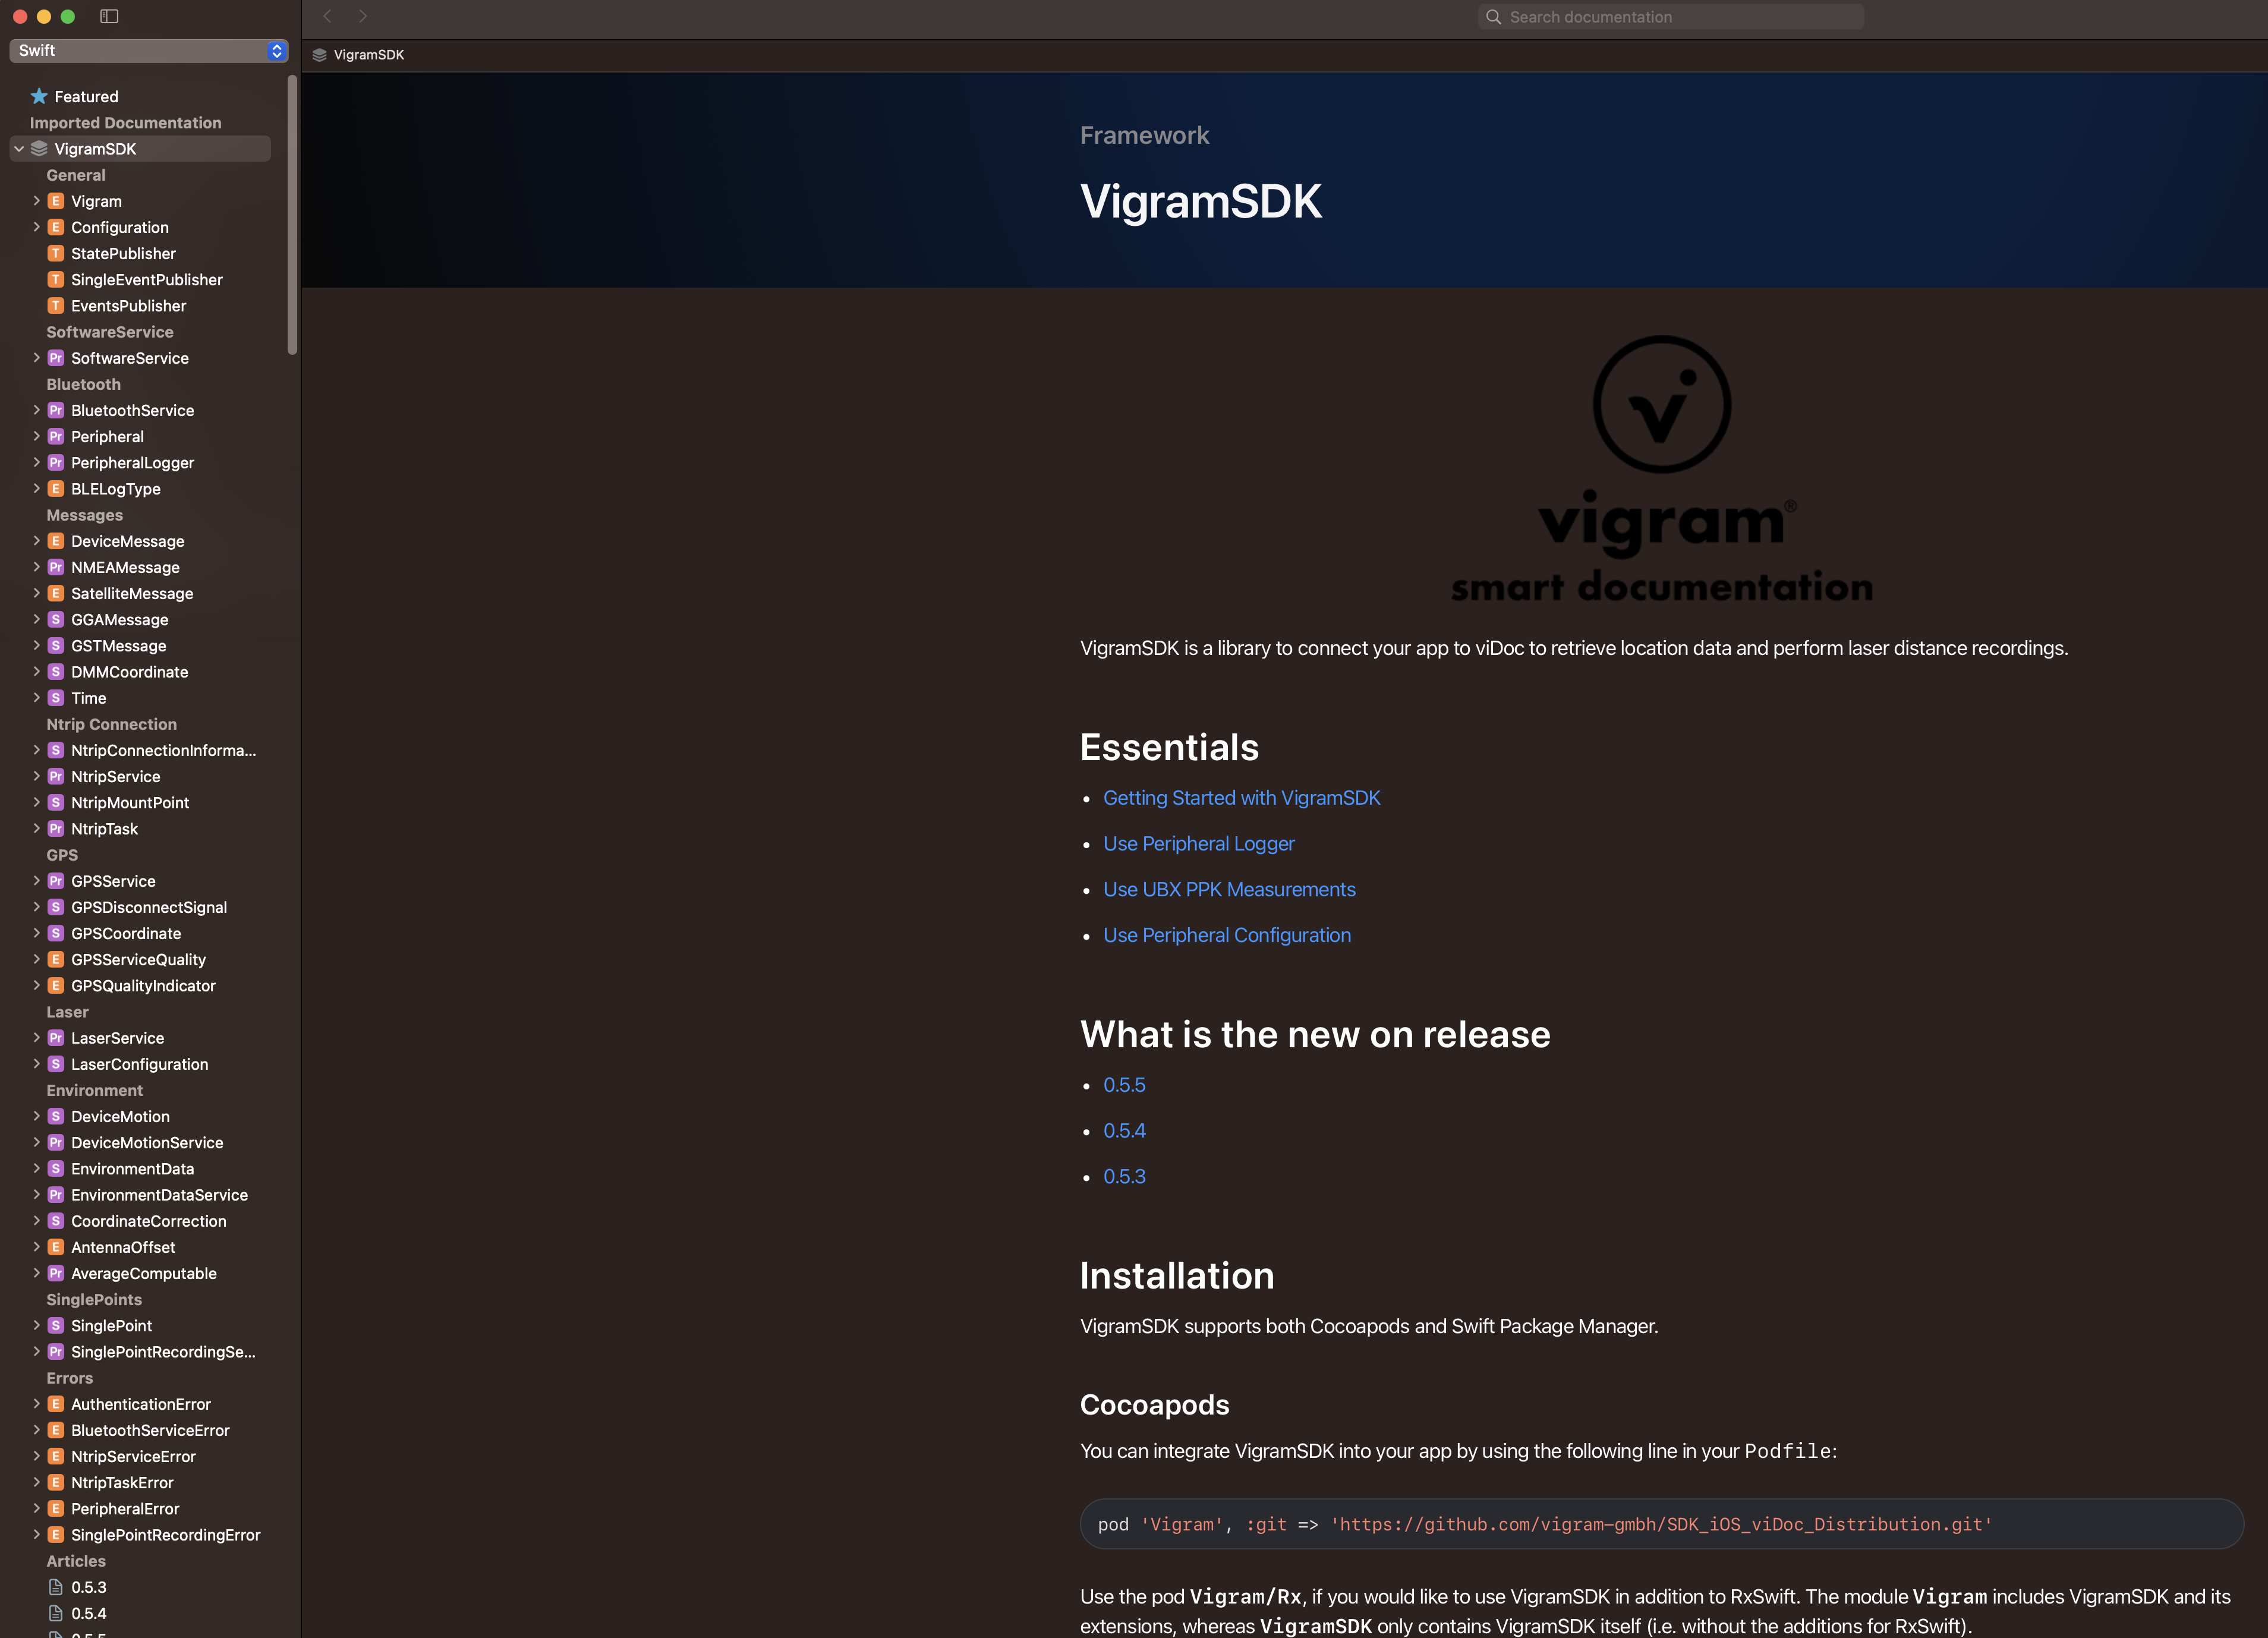 Swift
Featured
Imported Documentation
VigramSDK
General
E Vigram
E Configuration
T StatePublisher
T SingleEventPublisher
T EventsPublisher
SoftwareService
Pr SoftwareService
Bluetooth
Pr BluetoothService
Pr Peripheral
Pr PeripheralLogger
E BLELogType
Messages
E DeviceMessage
Pr NMEAMessage
E SatelliteMessage
S GGAMessage
S GSTMessage
S DMMCoordinate
S Time
Ntrip Connection
S NtripConnectionInforma...
Pr NtripService
S NtripMountPoint
Pr NtripTask
GPS
Pr GPSService
S GPSDisconnectSignal
S GPSCoordinate
E GPSServiceQuality
E GPSQualityIndicator
Laser
Pr LaserService
S LaserConfiguration
Environment
S DeviceMotion
Pr DeviceMotionService
S EnvironmentData
Pr EnvironmentDataService
S CoordinateCorrection
E AntennaOffset
Pr AverageComputable
SinglePoints
S SinglePoint
Pr SinglePointRecordingSe...
Errors
E AuthenticationError
E BluetoothServiceError
E NtripServiceError
E NtripTaskError
E PeripheralError
E SinglePointRecordingError
Articles
0.5.3
0.5.4
0.5.5
Search documentation
VigramSDK
Framework
VigramSDK
vigram®
smart documentation
VigramSDK is a library to connect your app to viDoc to retrieve location data and perform laser distance recordings.
Essentials
• Getting Started with VigramSDK
• Use Peripheral Logger
• Use UBX PPK Measurements
• Use Peripheral Configuration
What is the new on release
• 0.5.5
• 0.5.4
• 0.5.3
Installation
VigramSDK supports both Cocoapods and Swift Package Manager.
Cocoapods
You can integrate VigramSDK into your app by using the following line in your Podfile:
pod 'Vigram', :git => 'https://github.com/vigram-gmbh/SDK_iOS_viDoc_Distribution.git'
Use the pod Vigram/Rx, if you would like to use VigramSDK in addition to RxSwift. The module Vigram includes VigramSDK and its
extensions, whereas VigramSDK only contains VigramSDK itself (i.e. without the additions for RxSwift).